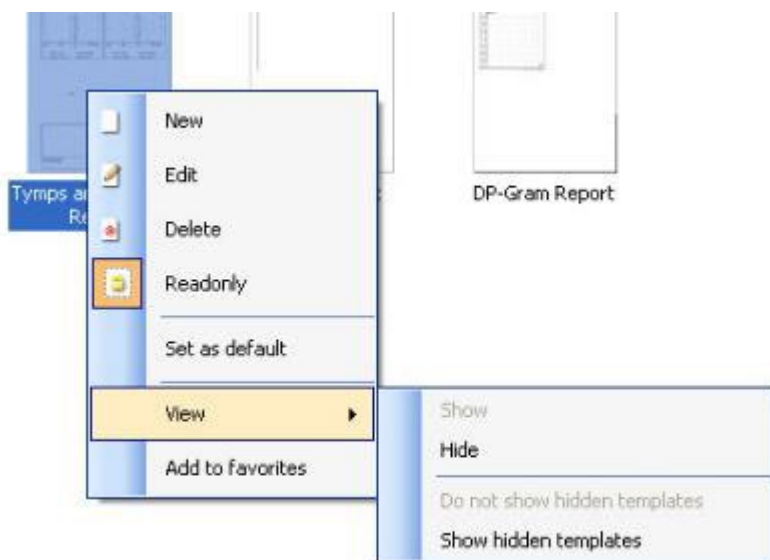 New
Edit
Tymps a
DP-Gram Report
Re
Delete
Readonly
Set as default
View
Show
Hide
Add to favorites
Do not show hidden templates
Show hidden templates